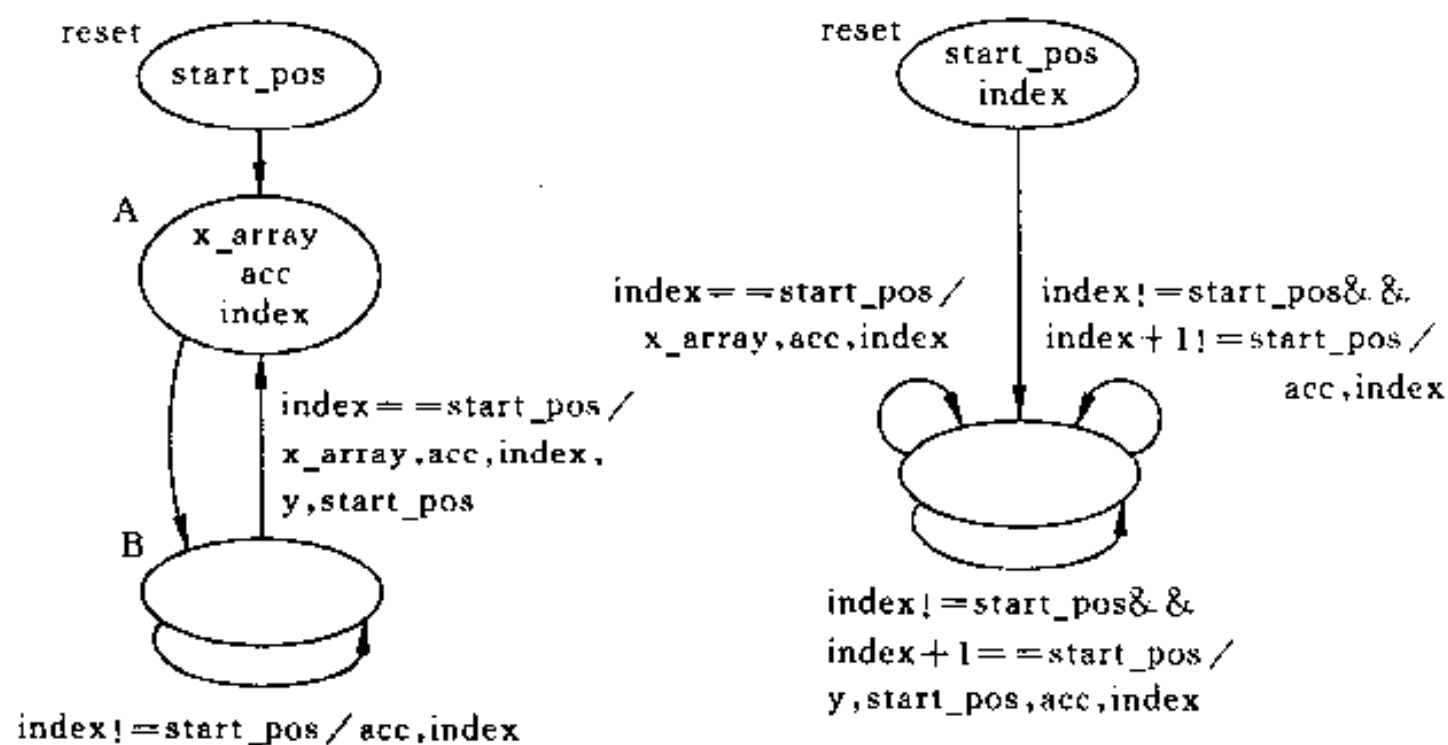 reset
start_pos
A
x_array
acc
index
index==start_pos/
x_array,acc,index,
y,start_pos
B
index!=start_pos/acc,index
reset
start_pos
index
index==start_pos/
x_array,acc,index
index!=start_pos&&
index+1!=start_pos/
acc,index
index!=start_pos&&
index+1==start_pos/
y,start_pos,acc,index